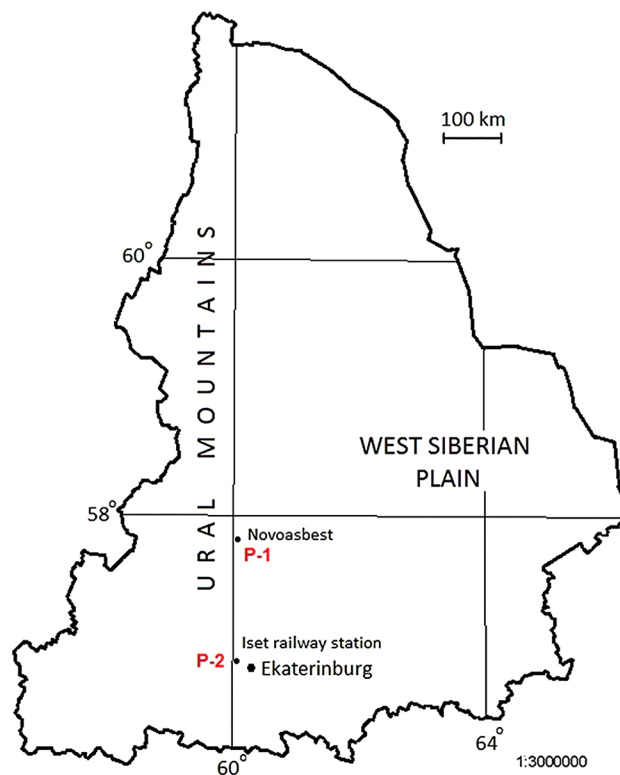 100 km
60°
URAL MOUNTAINS
WEST SIBERIAN
PLAIN
58°
Novoasbest
P-1
Iset railway station
P-2
Ekaterinburg
60°
64°
1:3000000